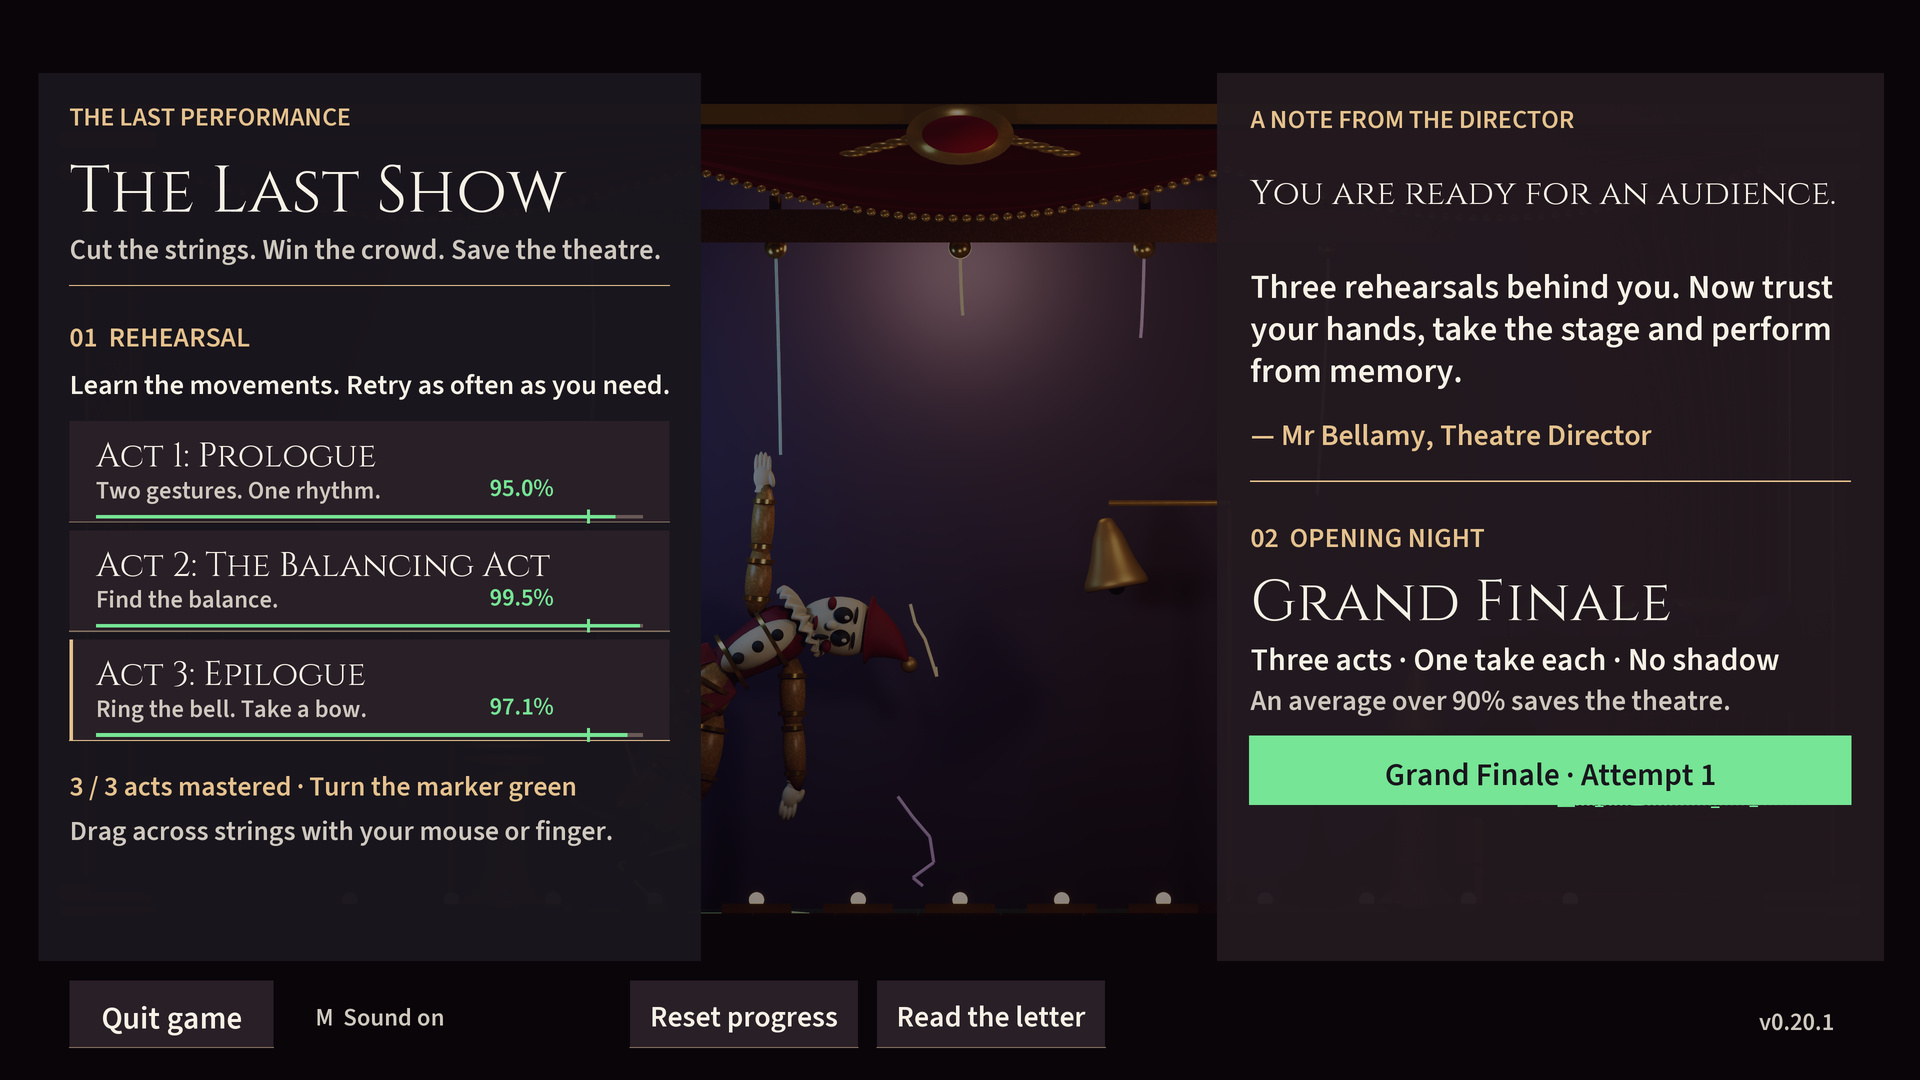 THE LAST PERFORMANCE
The Last Show
Cut the strings. Win the crowd. Save the theatre.
01 REHEARSAL
Learn the movements. Retry as often as you need.
Act 1: Prologue
Two gestures. One rhythm.
95.0%
Act 2: The Balancing Act
Find the balance.
99.5%
Act 3: Epilogue
Ring the bell. Take a bow.
97.1%
3 / 3 acts mastered · Turn the marker green
Drag across strings with your mouse or finger.
A NOTE FROM THE DIRECTOR
You are ready for an audience.
Three rehearsals behind you. Now trust
your hands, take the stage and perform
from memory.
— Mr Bellamy, Theatre Director
02 OPENING NIGHT
Grand Finale
Three acts · One take each · No shadow
An average over 90% saves the theatre.
Grand Finale · Attempt 1
Quit game
M Sound on
Reset progress
Read the letter
v0.20.1